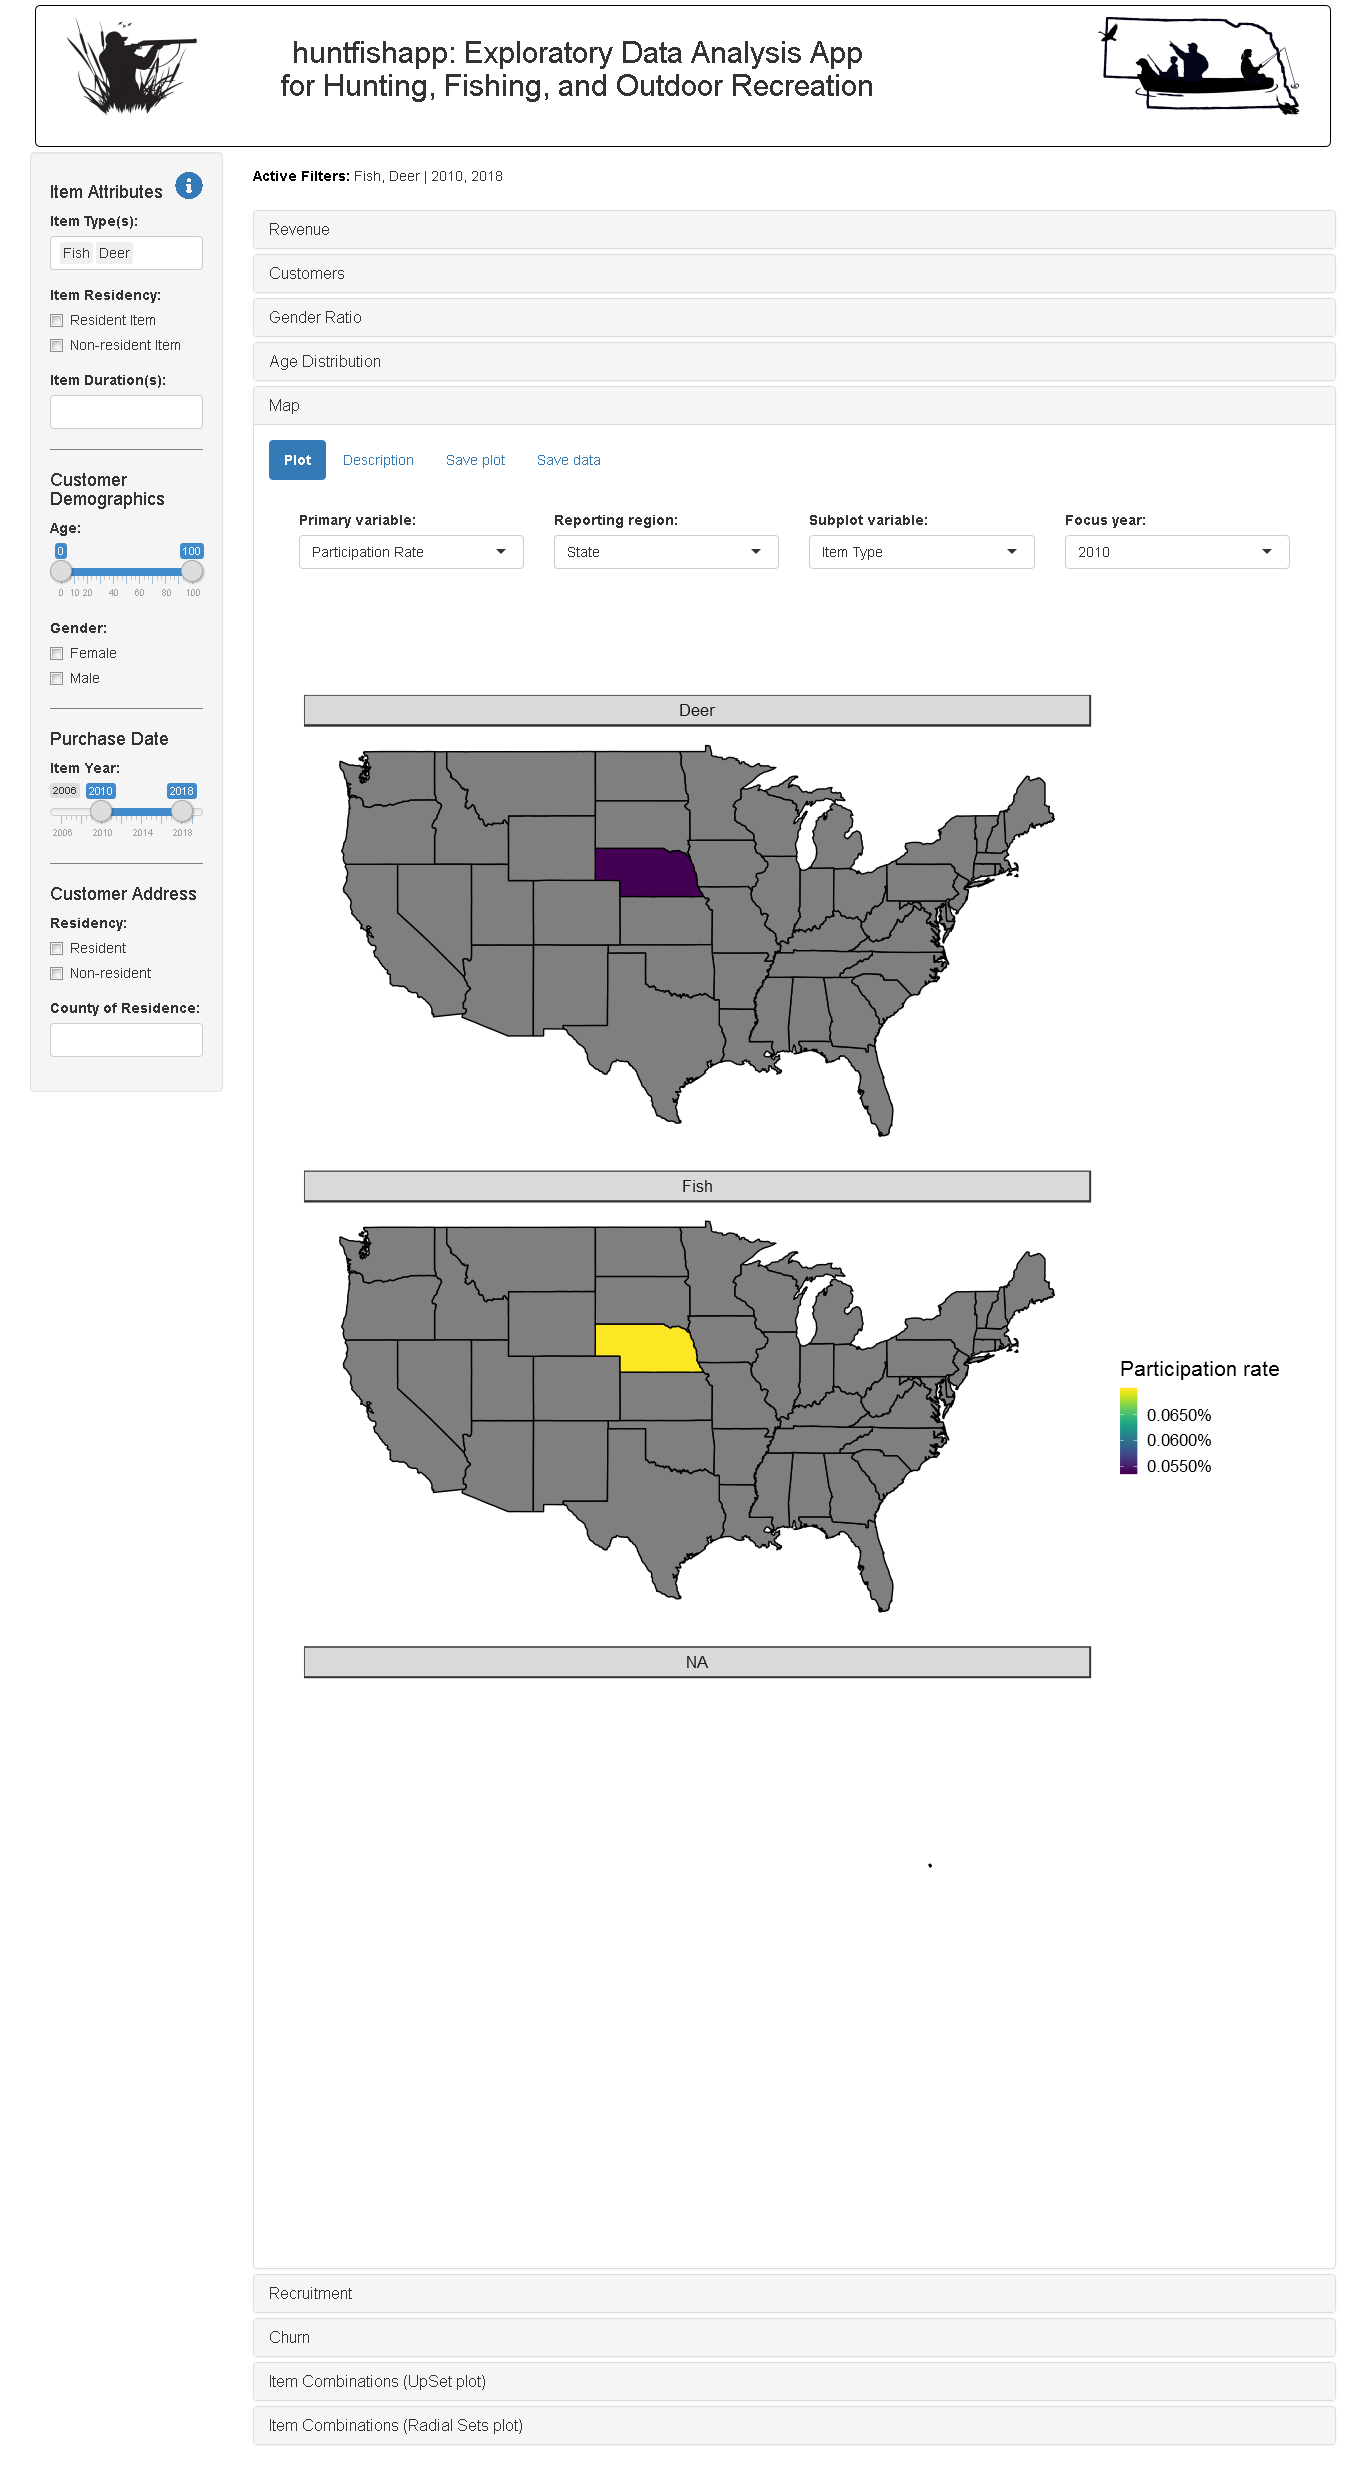 huntfishapp: Exploratory Data Analysis App
for Hunting, Fishing, and Outdoor Recreation
Item Attributes
Item Type(s):
Fish Deer
Item Residency:
Resident Item
Non-resident Item
Item Duration(s):
Customer
Demographics
Age:
0 100
0 10 20 40 60 80 100
Gender:
Female
Male
Purchase Date
Item Year:
2006 2010 2018
2006 2010 2014 2018
Customer Address
Residency:
Resident
Non-resident
County of Residence:
Active Filters: Fish, Deer | 2010, 2018
Revenue
Customers
Gender Ratio
Age Distribution
Map
Plot Description Save plot Save data
Primary variable: Reporting region: Subplot variable: Focus year:
Participation Rate State Item Type 2010
Deer
Fish
Participation rate
0.0650%
0.0600%
0.0550%
NA
Recruitment
Churn
Item Combinations (UpSet plot)
Item Combinations (Radial Sets plot)